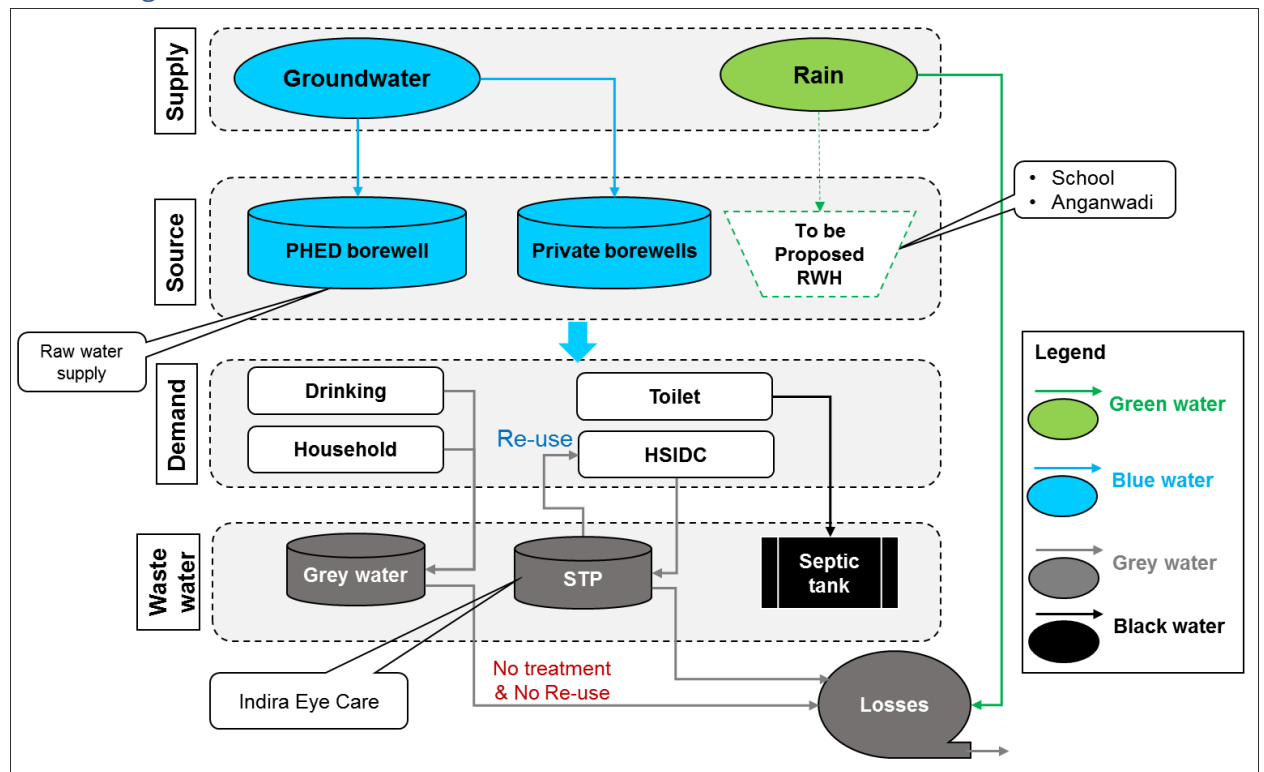 Supply
Groundwater
Rain
Source
PHED borewell
Private borewells
To be
Proposed
RWH
• School
• Anganwadi
Raw water
supply
Demand
Drinking
Household
Toilet
Re-use
HSIDC
Waste
water
Grey water
STP
Septic
tank
Indira Eye Care
No treatment
& No Re-use
Losses
Legend
Green water
Blue water
Grey water
Black water